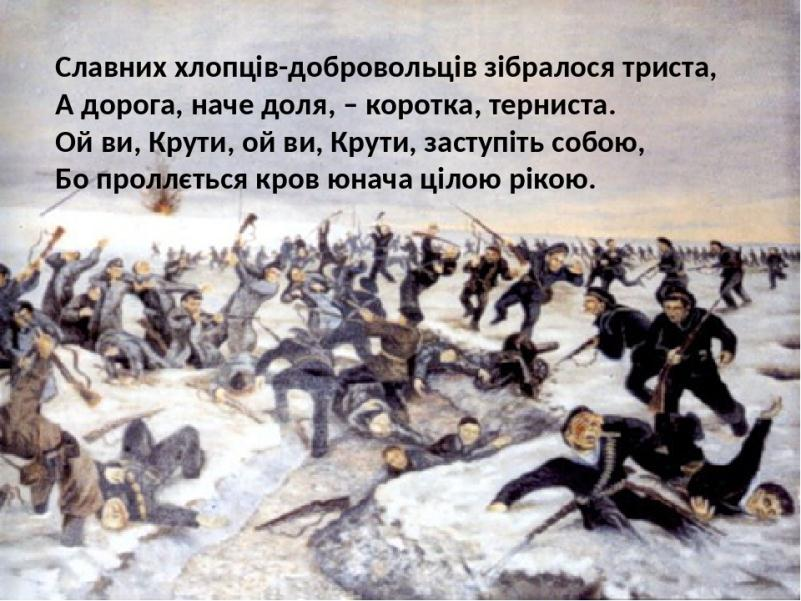 Славних хлопців-добровольців зібралося триста,
А дорога, наче доля, – коротка, терниста.
Ой ви, Крути, ой ви, Крути, заступіть собою,
Бо проллється кров юнача цілою рікою.